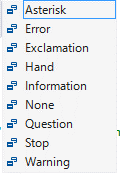 Asterisk
Error
Exclamation
Hand
Information
None
Question
Stop
Warning